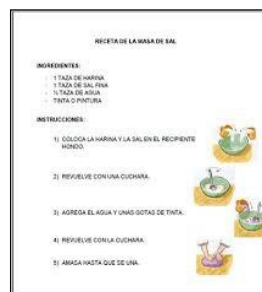 RECETA DE LA MASA DE SAL
INGREDIENTES:
- 1 TAZA DE HARINA
- 1 TAZA DE SAL FINA
- ½ TAZA DE AGUA
- TINTA O PINTURA
INSTRUCCIONES:
1) COLOCA LA HARINA Y LA SAL EN EL RECIPIENTE
HONDO.
2) REVUELVE CON UNA CUCHARA.
3) AGREGA EL AGUA Y UNAS GOTAS DE TINTA.
4) REVUELVE CON LA CUCHARA.
5) AMASA HASTA QUE SE UNA.